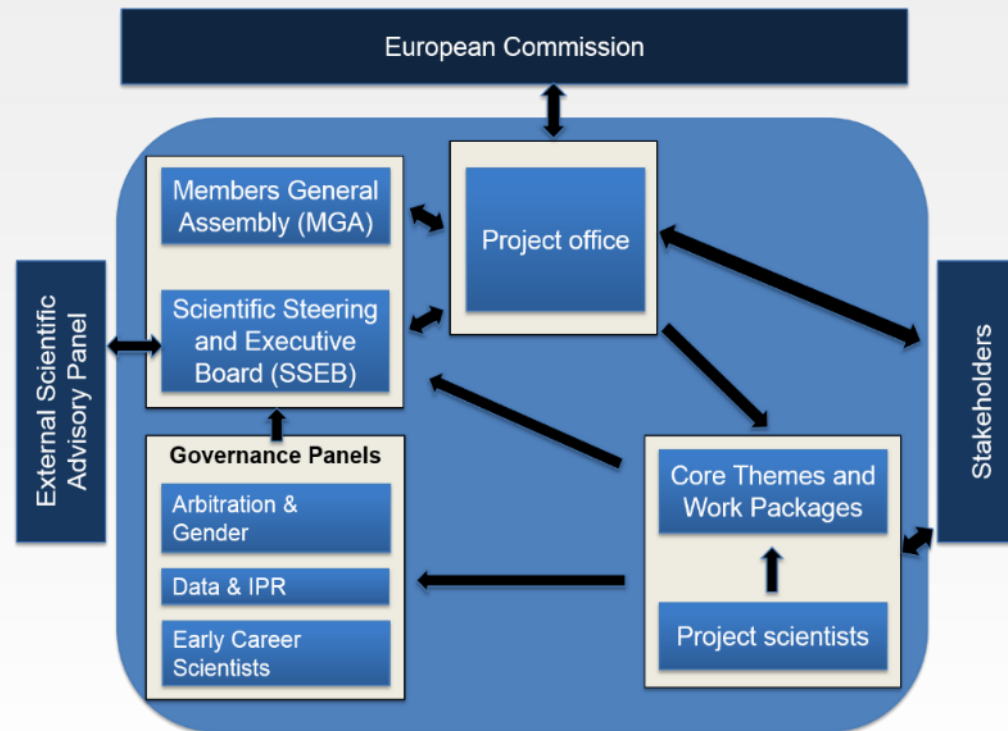 European Commission
Members General
Assembly (MGA)
Project office
Scientific Steering
and Executive
Board (SSEB)
External Scientific
Advisory Panel
Stakeholders
Governance Panels
Arbitration &
Gender
Data & IPR
Early Career
Scientists
Core Themes and
Work Packages
Project scientists